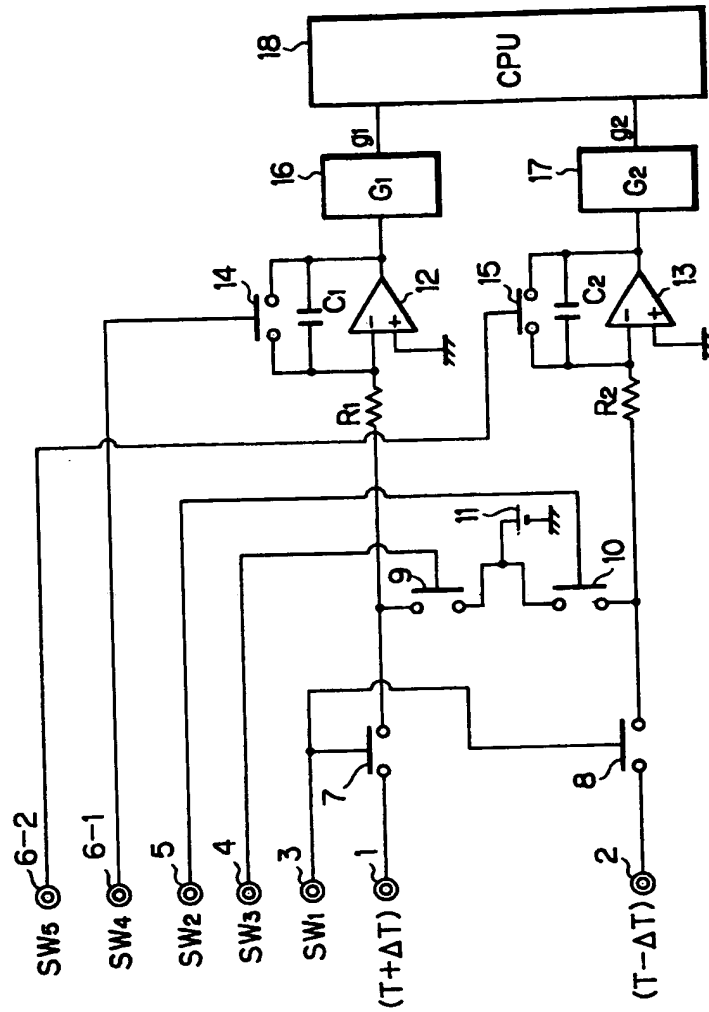 SW5 6-2
SW4 6-1
SW2 5
SW3 4
SW1 3
(T+ΔT) 1
(T-ΔT) 2
7
8
9
10
11
R1
R2
14
C1
-
+
12
15
C2
-
+
13
16
G1
g1
17
G2
g2
18
CPU